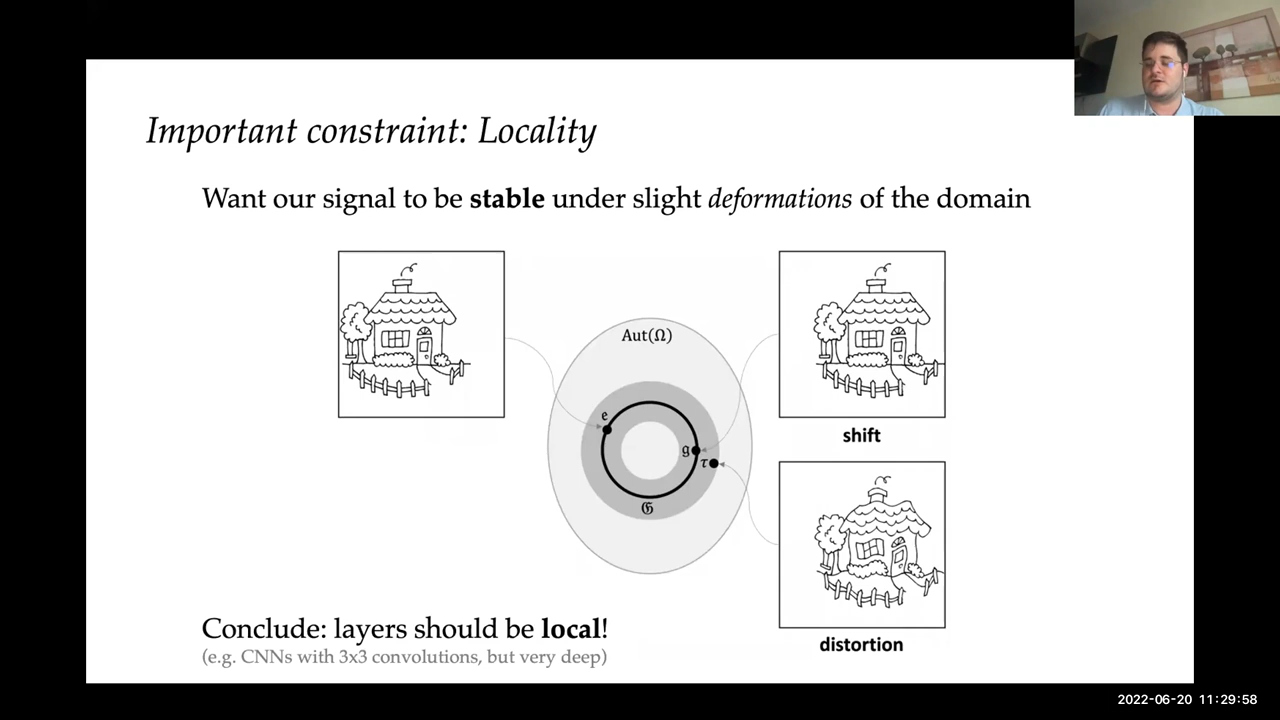 Important constraint: Locality
Want our signal to be stable under slight deformations of the domain
Aut(Ω)
e
g
τ
𝔊
shift
distortion
Conclude: layers should be local!
(e.g. CNNs with 3x3 convolutions, but very deep)
2022-06-20 11:29:58